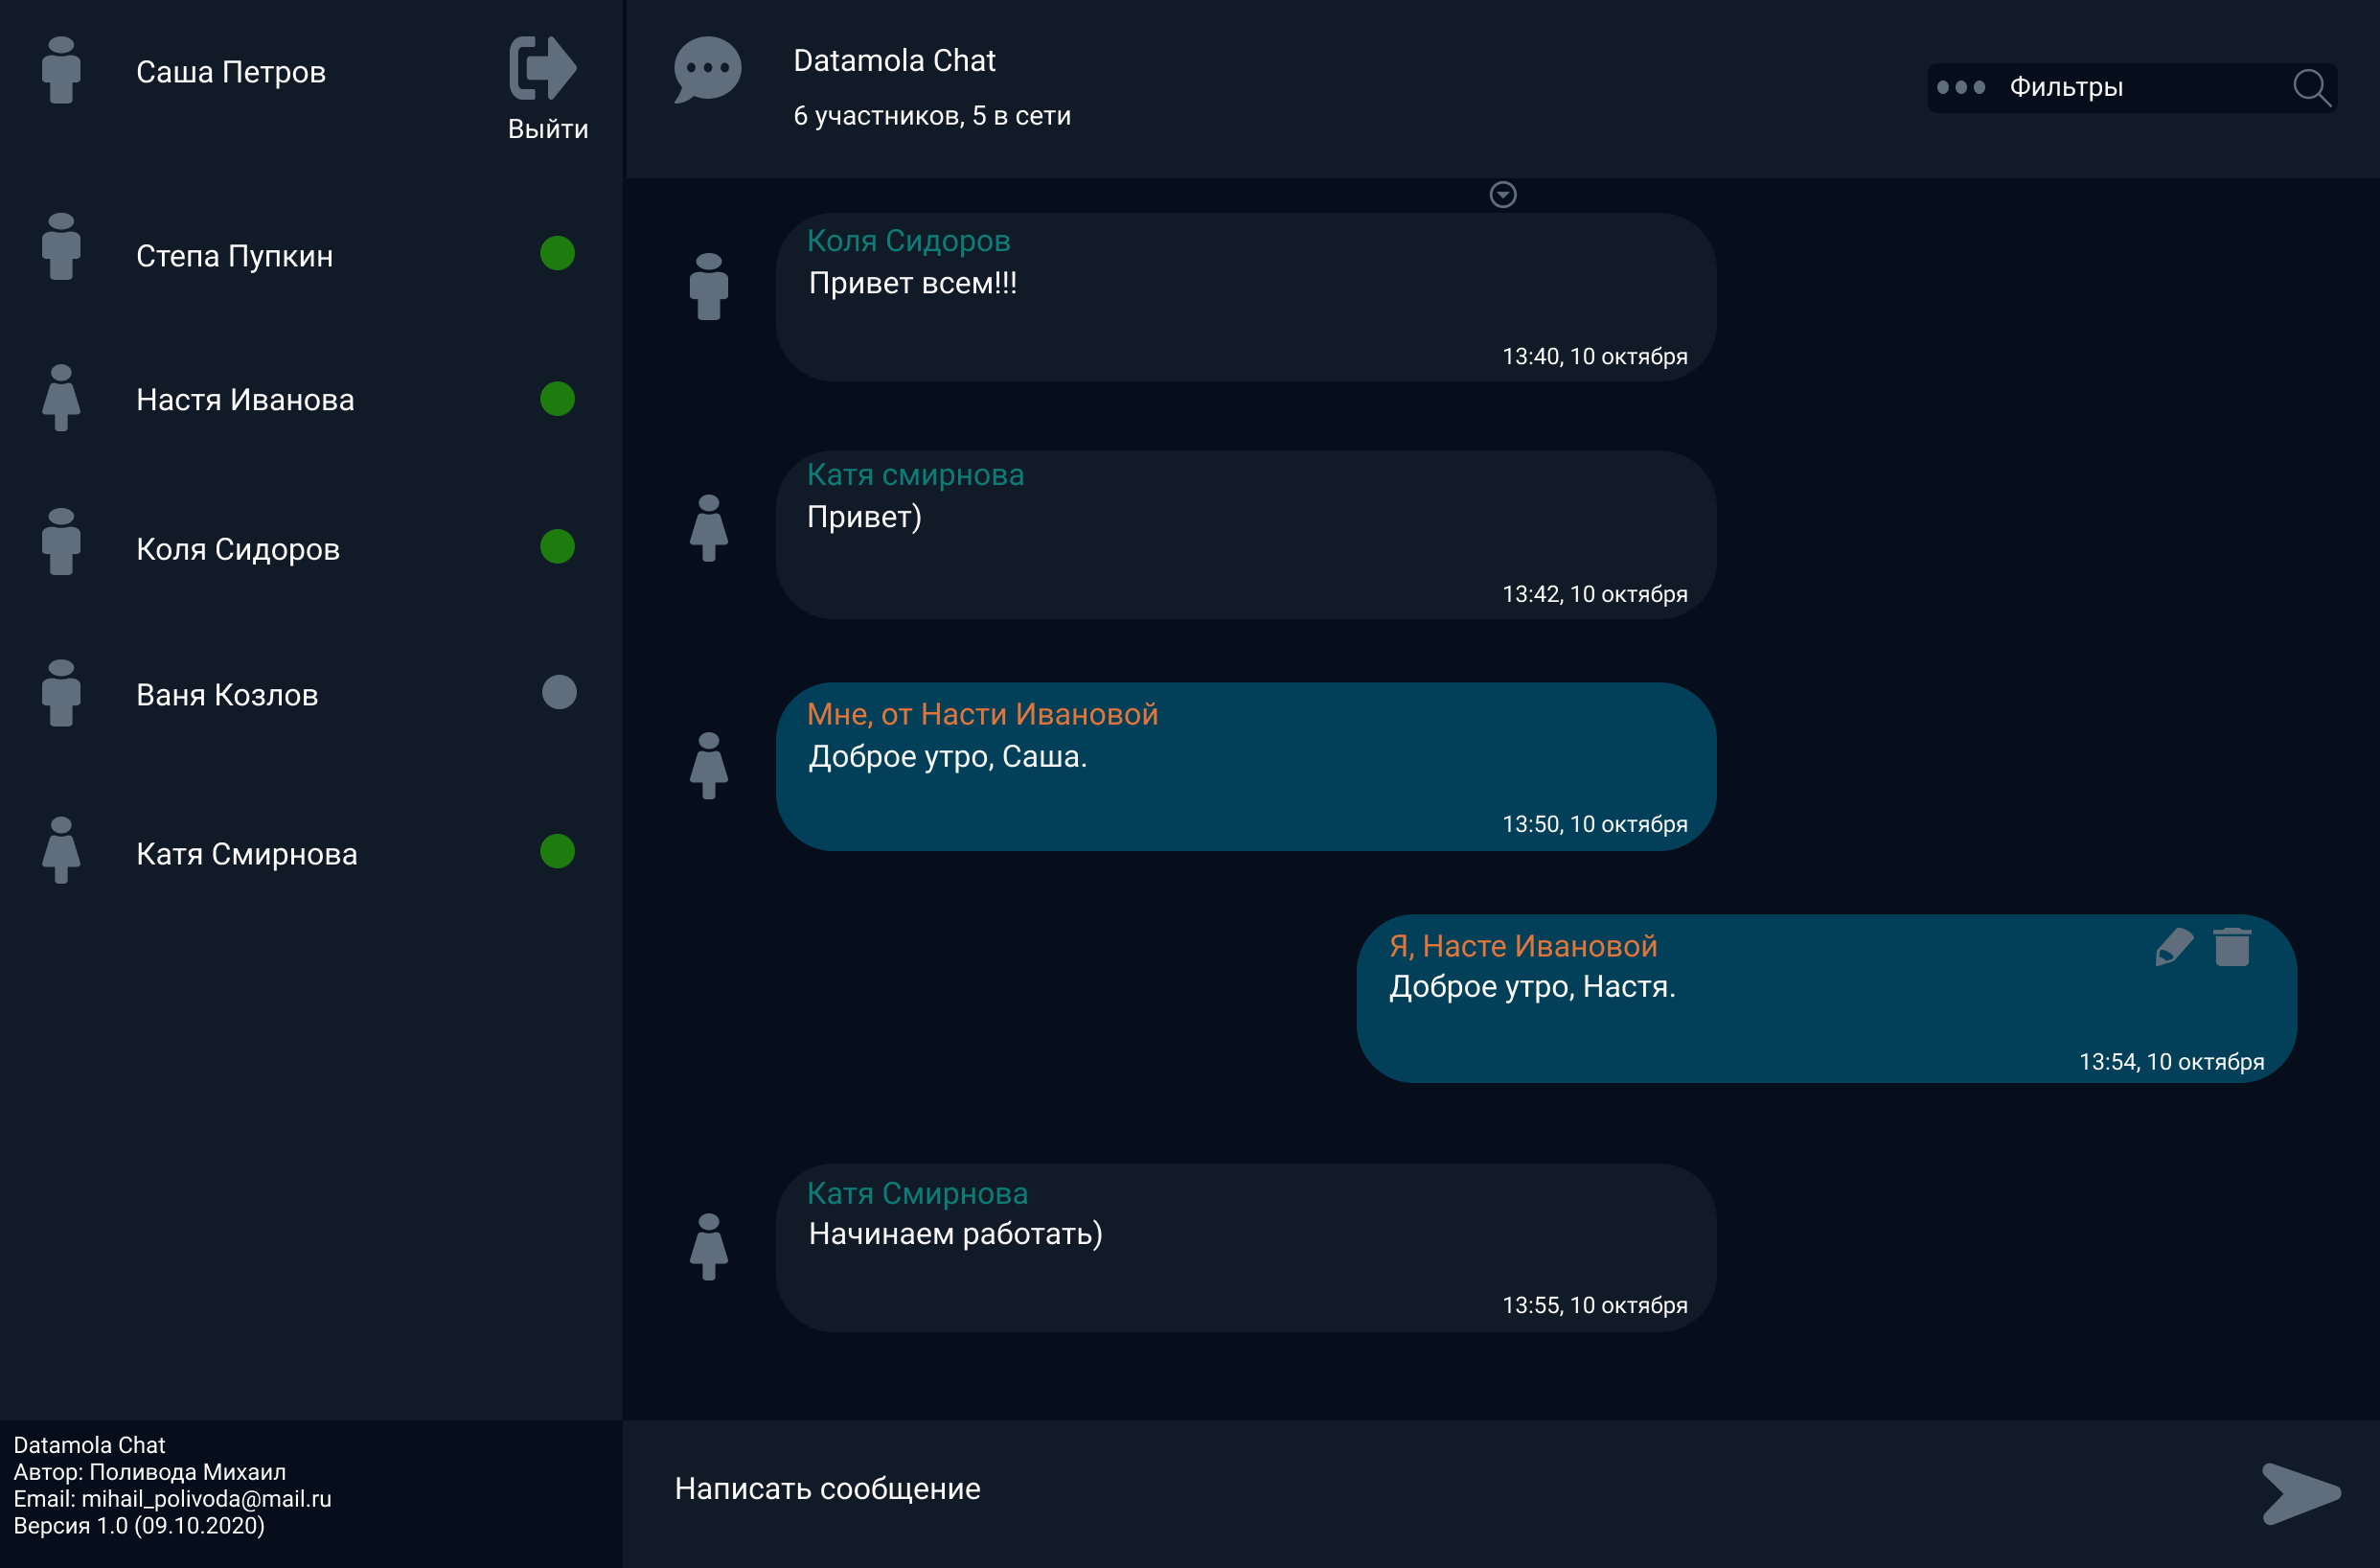 Саша Петров
Выйти
Степа Пупкин
Настя Иванова
Коля Сидоров
Ваня Козлов
Катя Смирнова
Datamola Chat
Автор: Поливода Михаил
Email: mihail_polivoda@mail.ru
Версия 1.0 (09.10.2020)
Datamola Chat
6 участников, 5 в сети
Фильтры
Коля Сидоров
Привет всем!!!
13:40, 10 октября
Катя смирнова
Привет)
13:42, 10 октября
Мне, от Насти Ивановой
Доброе утро, Саша.
13:50, 10 октября
Я, Насте Ивановой
Доброе утро, Настя.
13:54, 10 октября
Катя Смирнова
Начинаем работать)
13:55, 10 октября
Написать сообщение